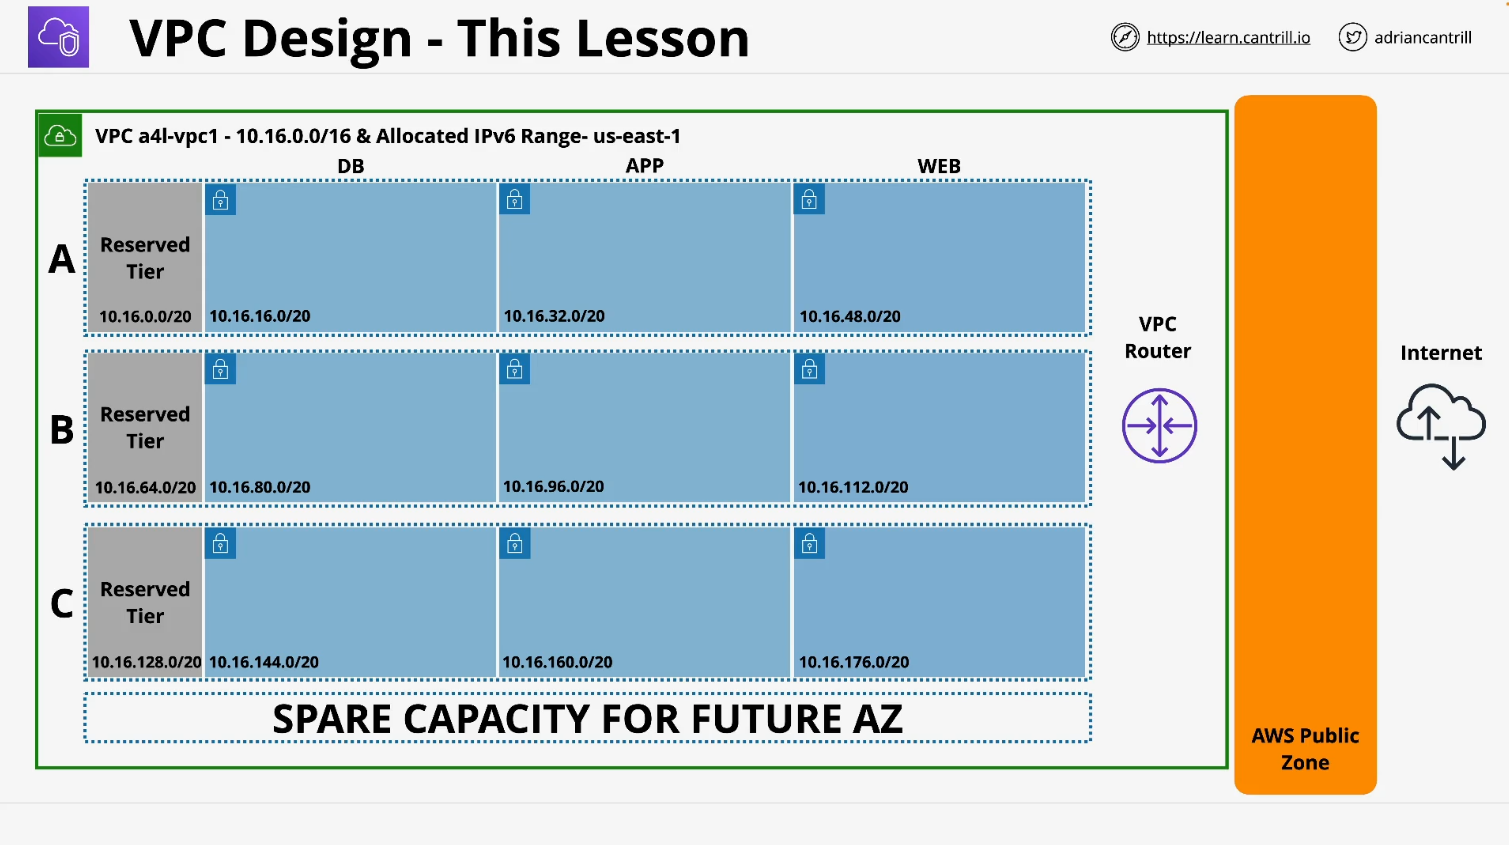 VPC Design - This Lesson
https://learn.cantrill.io
adriancantrill
VPC a4l-vpc1 - 10.16.0.0/16 & Allocated IPv6 Range- us-east-1
DB
APP
WEB
A
Reserved
Tier
10.16.0.0/20
10.16.16.0/20
10.16.32.0/20
10.16.48.0/20
B
Reserved
Tier
10.16.64.0/20
10.16.80.0/20
10.16.96.0/20
10.16.112.0/20
C
Reserved
Tier
10.16.128.0/20
10.16.144.0/20
10.16.160.0/20
10.16.176.0/20
SPARE CAPACITY FOR FUTURE AZ
VPC
Router
AWS Public
Zone
Internet